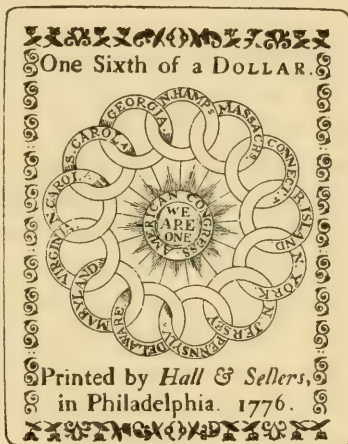 One Sixth of a DOLLAR.
N.HAMPS
MASSACHS
CONNECT.
R.ISLAND
N.YORK.
N.JERSEY
PENNSYLV
DELAWARE
MARYLAND
VIRGINIA
N.CAROL
S.CAROL
GEORGIA.
AMERICAN CONGRESS.
WE
ARE
ONE
Printed by Hall & Sellers,
in Philadelphia. 1776.